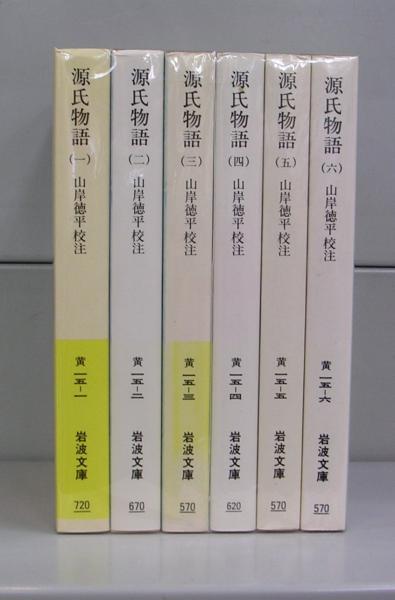 源氏物語(一) 山岸徳平校注
黄一五-一
岩波文庫
720
源氏物語(二) 山岸徳平校注
黄一五-二
岩波文庫
670
源氏物語(三) 山岸徳平校注
黄一五-三
岩波文庫
570
源氏物語(四) 山岸徳平校注
黄一五-四
岩波文庫
620
源氏物語(五) 山岸徳平校注
黄一五-五
岩波文庫
570
源氏物語(六) 山岸徳平校注
黄一五-六
岩波文庫
570